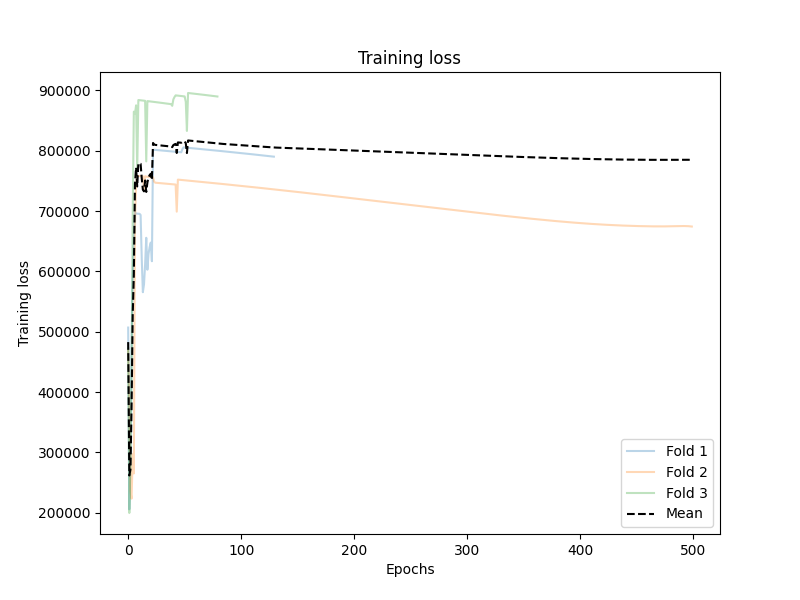 Training loss
Training loss
900000
800000
700000
600000
500000
400000
300000
200000
0
100
200
300
400
500
Epochs
Fold 1
Fold 2
Fold 3
Mean